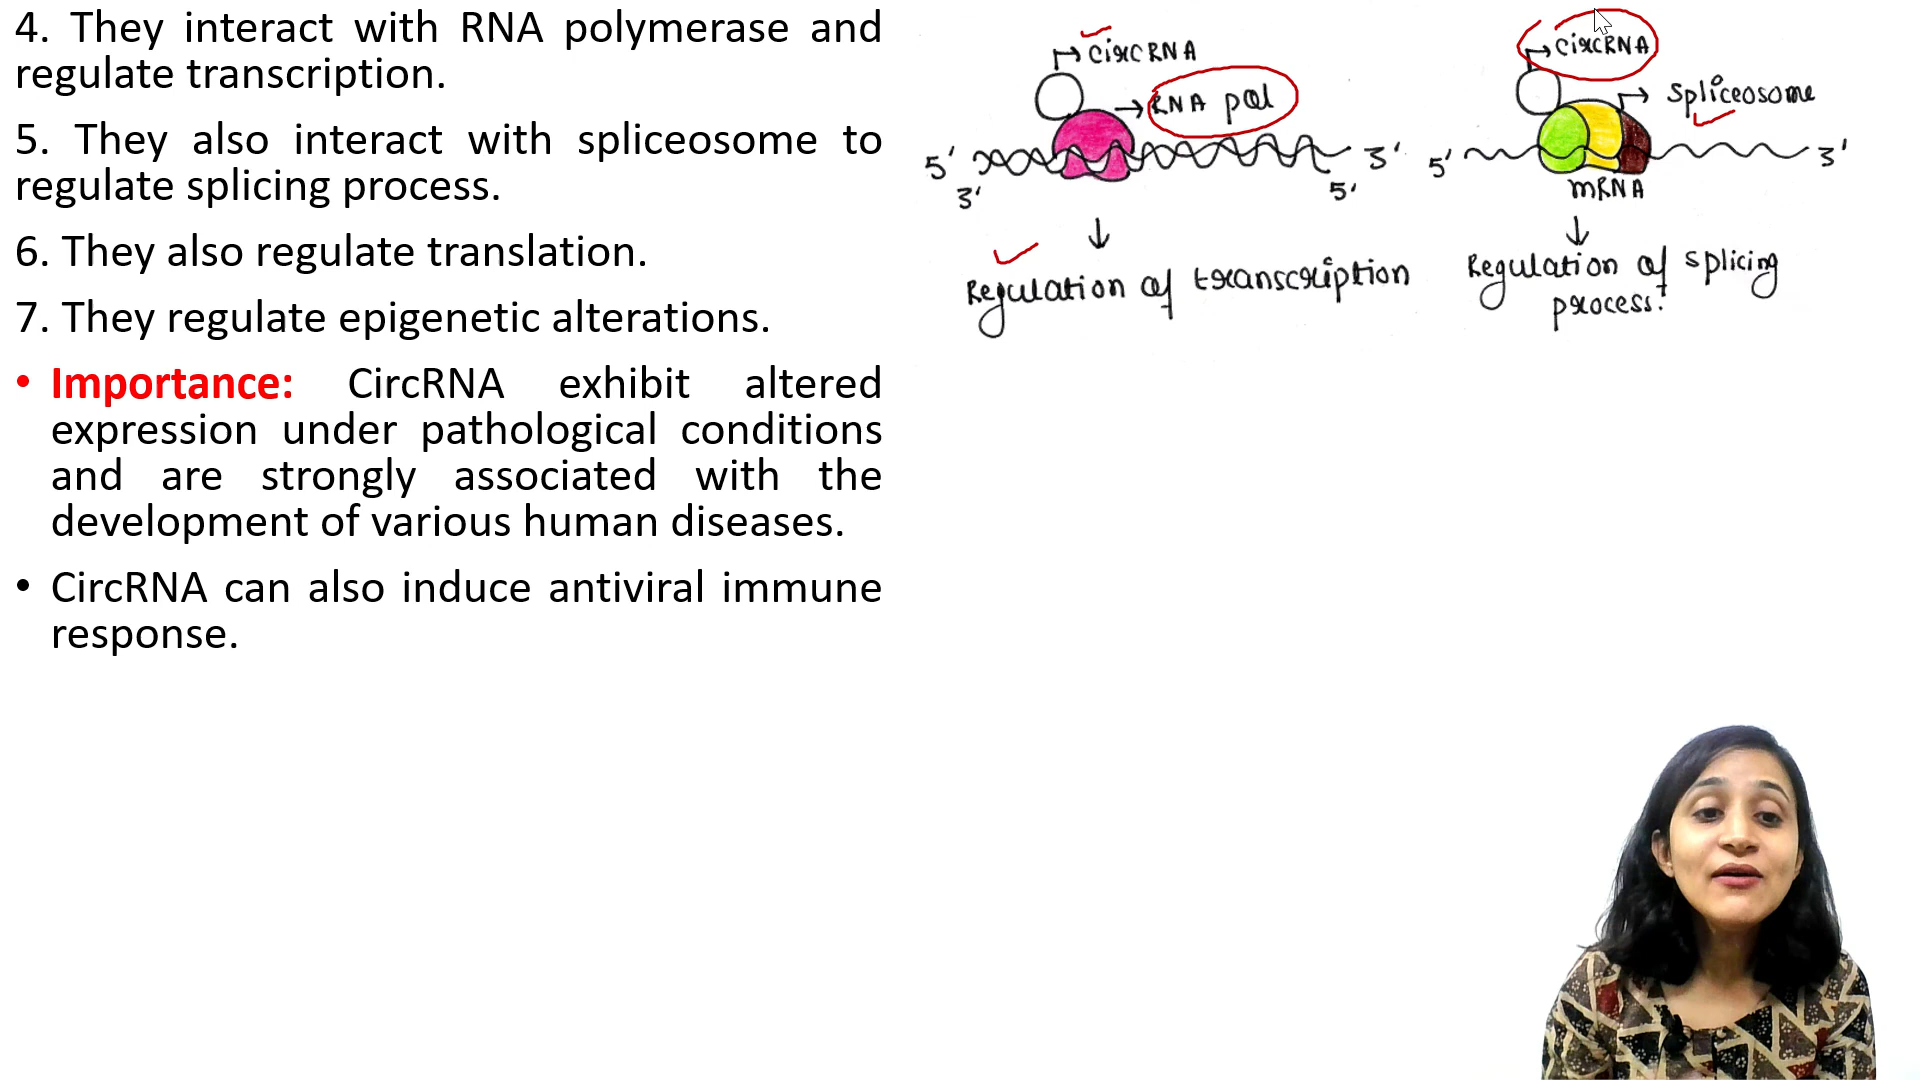 4. They interact with RNA polymerase and
regulate transcription.
5. They also interact with spliceosome to
regulate splicing process.
6. They also regulate translation.
7. They regulate epigenetic alterations.
• Importance: CircRNA exhibit altered
expression under pathological conditions
and are strongly associated with the
development of various human diseases.
• CircRNA can also induce antiviral immune
response.
CircRNA
RNA pol
5' 3'
3' 5'
Regulation of transcription
CircRNA
Spliceosome
5' 3'
mRNA
Regulation of splicing
process.